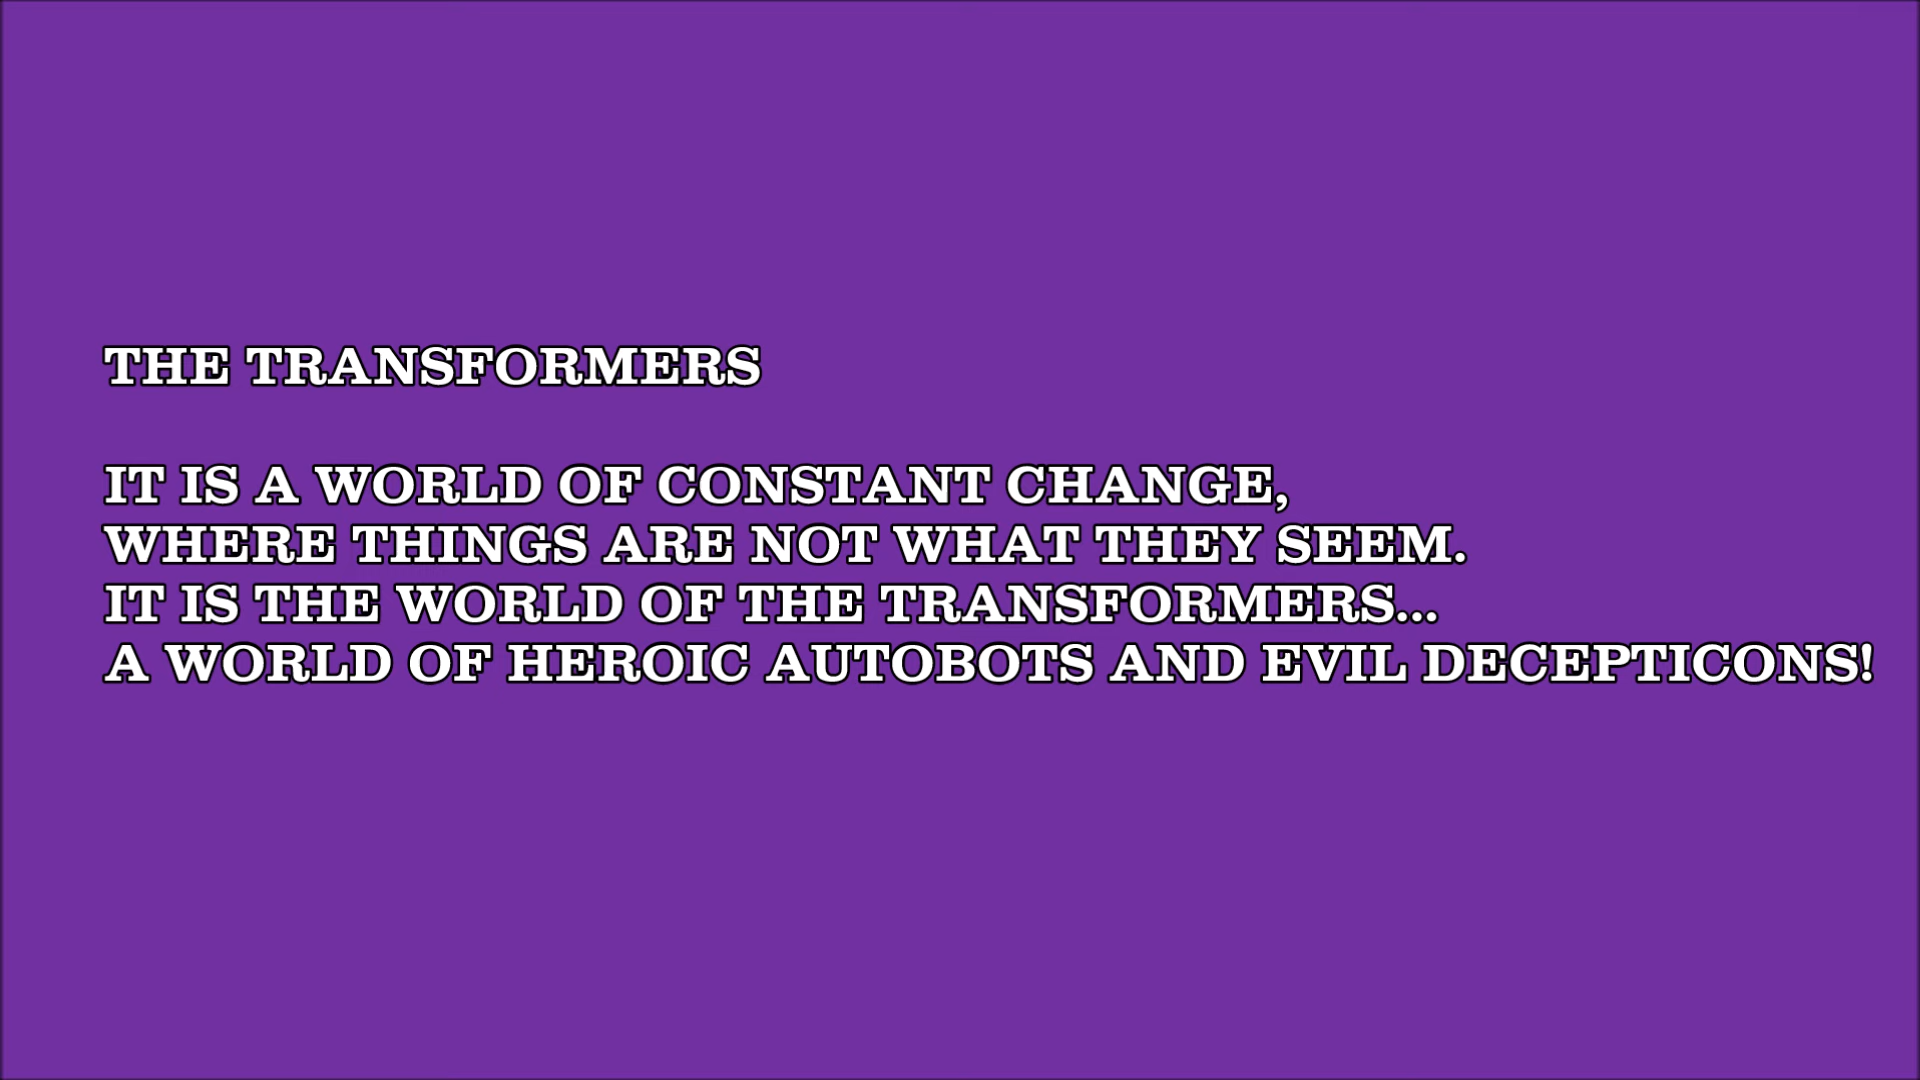 THE TRANSFORMERS
IT IS A WORLD OF CONSTANT CHANGE,
WHERE THINGS ARE NOT WHAT THEY SEEM.
IT IS THE WORLD OF THE TRANSFORMERS...
A WORLD OF HEROIC AUTOBOTS AND EVIL DECEPTICONS!